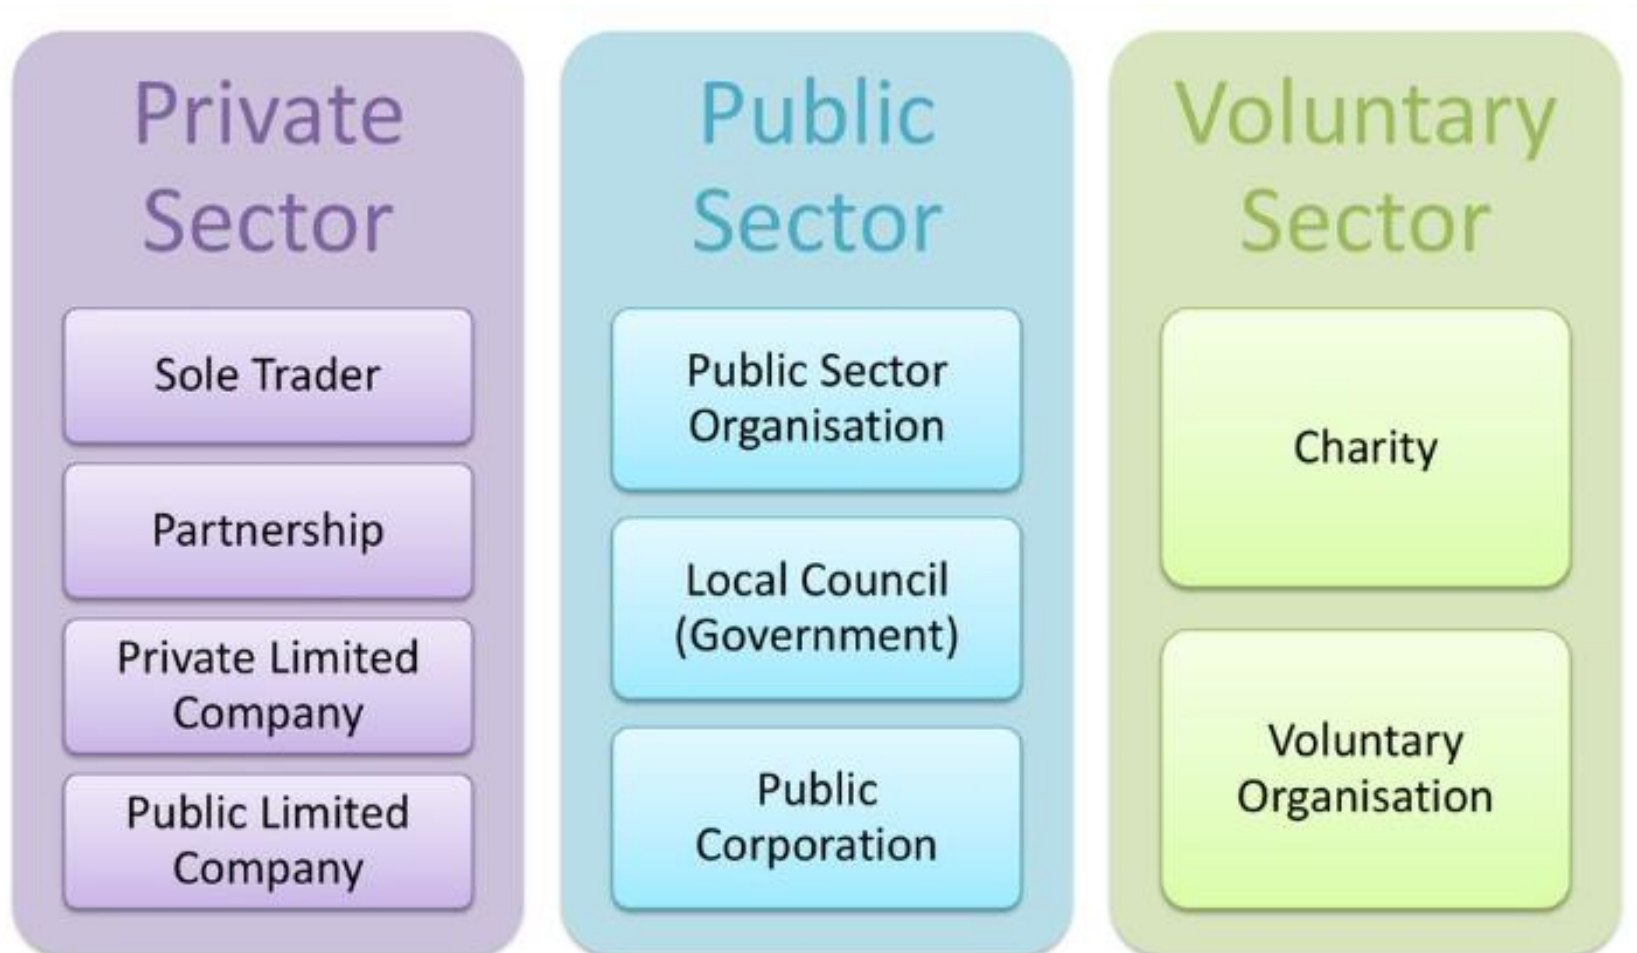 Private
Sector
Sole Trader
Partnership
Private Limited
Company
Public Limited
Company
Public
Sector
Public Sector
Organisation
Local Council
(Government)
Public
Corporation
Voluntary
Sector
Charity
Voluntary
Organisation